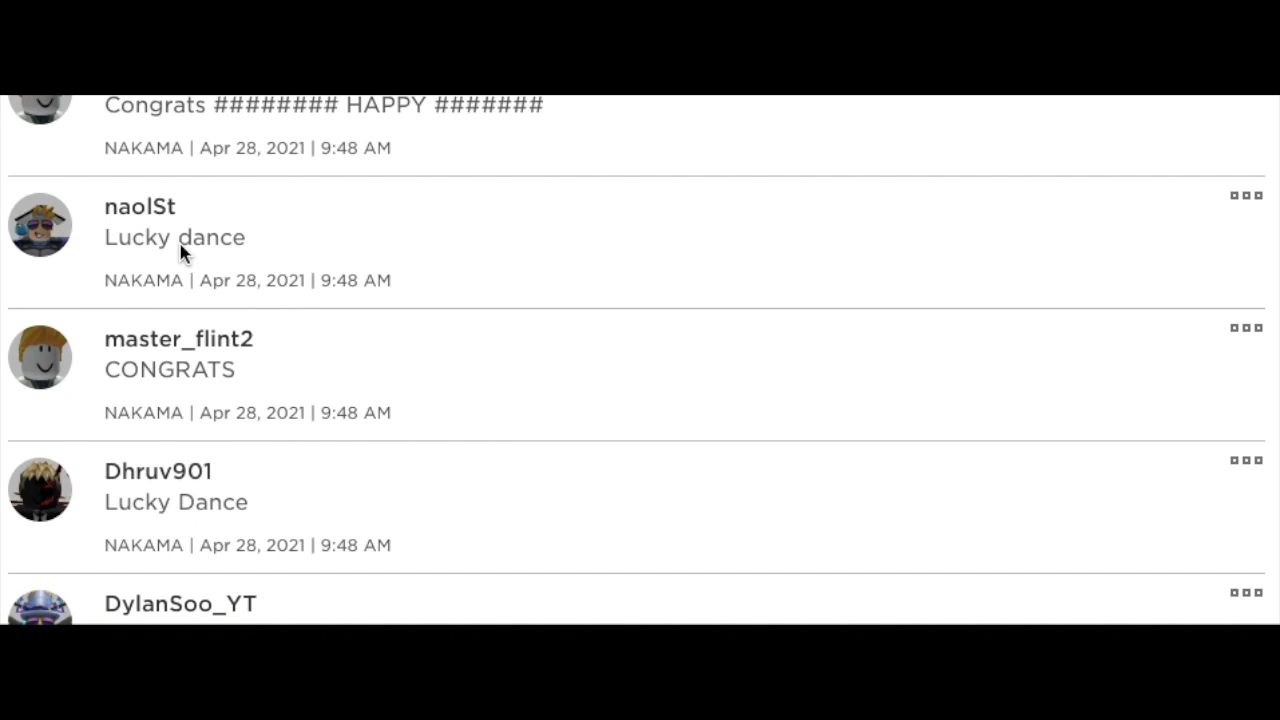 Congrats ######## HAPPY #######
NAKAMA | Apr 28, 2021 | 9:48 AM
naolSt
Lucky dance
NAKAMA | Apr 28, 2021 | 9:48 AM
master_flint2
CONGRATS
NAKAMA | Apr 28, 2021 | 9:48 AM
Dhruv901
Lucky Dance
NAKAMA | Apr 28, 2021 | 9:48 AM
DylanSoo_YT